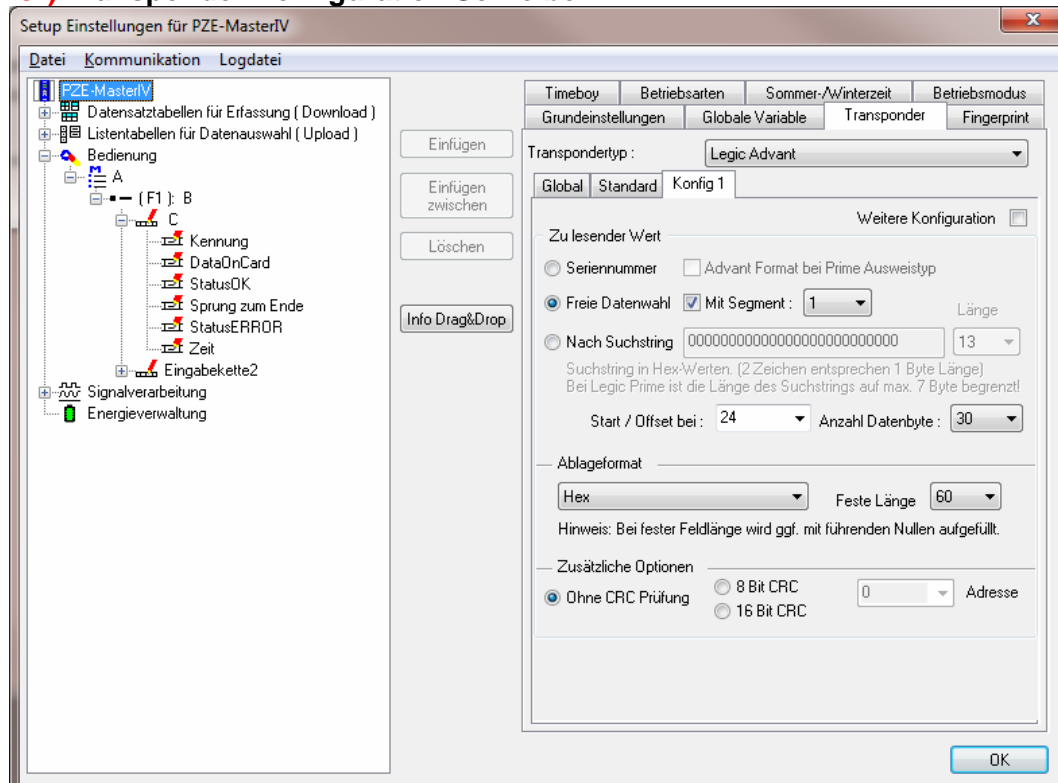 Setup Einstellungen für PZE-MasterIV
Datei Kommunikation Logdatei
PZE-MasterIV
Datensatztabellen für Erfassung ( Download )
Listentabellen für Datenauswahl ( Upload )
Bedienung
A
( F1 ): B
C
Kennung
DataOnCard
StatusOK
Sprung zum Ende
StatusERROR
Zeit
Eingabekette2
Signalverarbeitung
Energieverwaltung
Einfügen
Einfügen
zwischen
Löschen
Info Drag&Drop
Timeboy Betriebsarten Sommer-/Winterzeit Betriebsmodus
Grundeinstellungen Globale Variable Transponder Fingerprint
Transpondertyp : Legic Advant
Global Standard Konfig 1
Weitere Konfiguration
Zu lesender Wert
Seriennummer Advant Format bei Prime Ausweistyp
Freie Datenwahl Mit Segment : 1
Länge
Nach Suchstring 00000000000000000000000000 13
Suchstring in Hex-Werten. (2 Zeichen entsprechen 1 Byte Länge)
Bei Legic Prime ist die Länge des Suchstrings auf max. 7 Byte begrenzt!
Start / Offset bei : 24 Anzahl Datenbyte : 30
Ablageformat
Hex Feste Länge 60
Hinweis: Bei fester Feldlänge wird ggf. mit führenden Nullen aufgefüllt.
Zusätzliche Optionen
Ohne CRC Prüfung 8 Bit CRC 0 Adresse
16 Bit CRC
OK